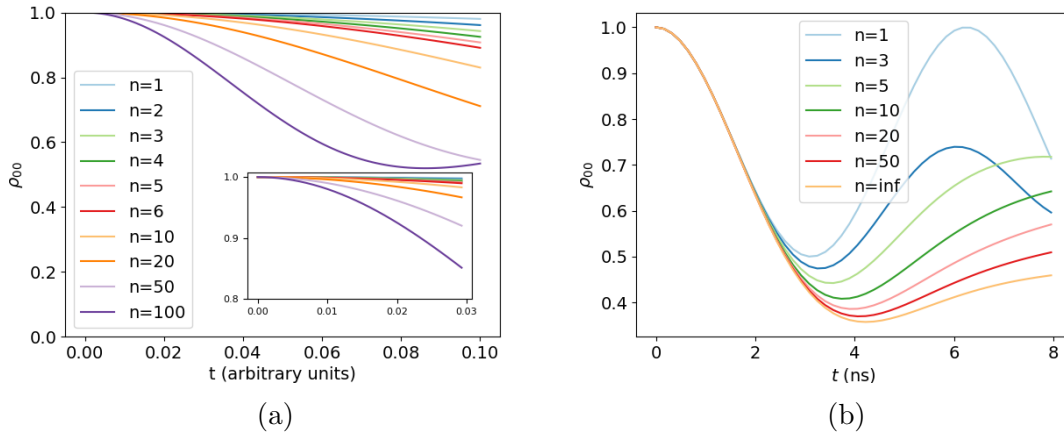 1.0
0.8
0.6
0.4
0.2
0.0
ρ00
n=1
n=2
n=3
n=4
n=5
n=6
n=10
n=20
n=50
n=100
1.0
0.9
0.8
0.00 0.01 0.02 0.03
0.00 0.02 0.04 0.06 0.08 0.10
t (arbitrary units)
(a)
1.0
0.9
0.8
0.7
0.6
0.5
0.4
ρ00
n=1
n=3
n=5
n=10
n=20
n=50
n=inf
0 2 4 6 8
t (ns)
(b)